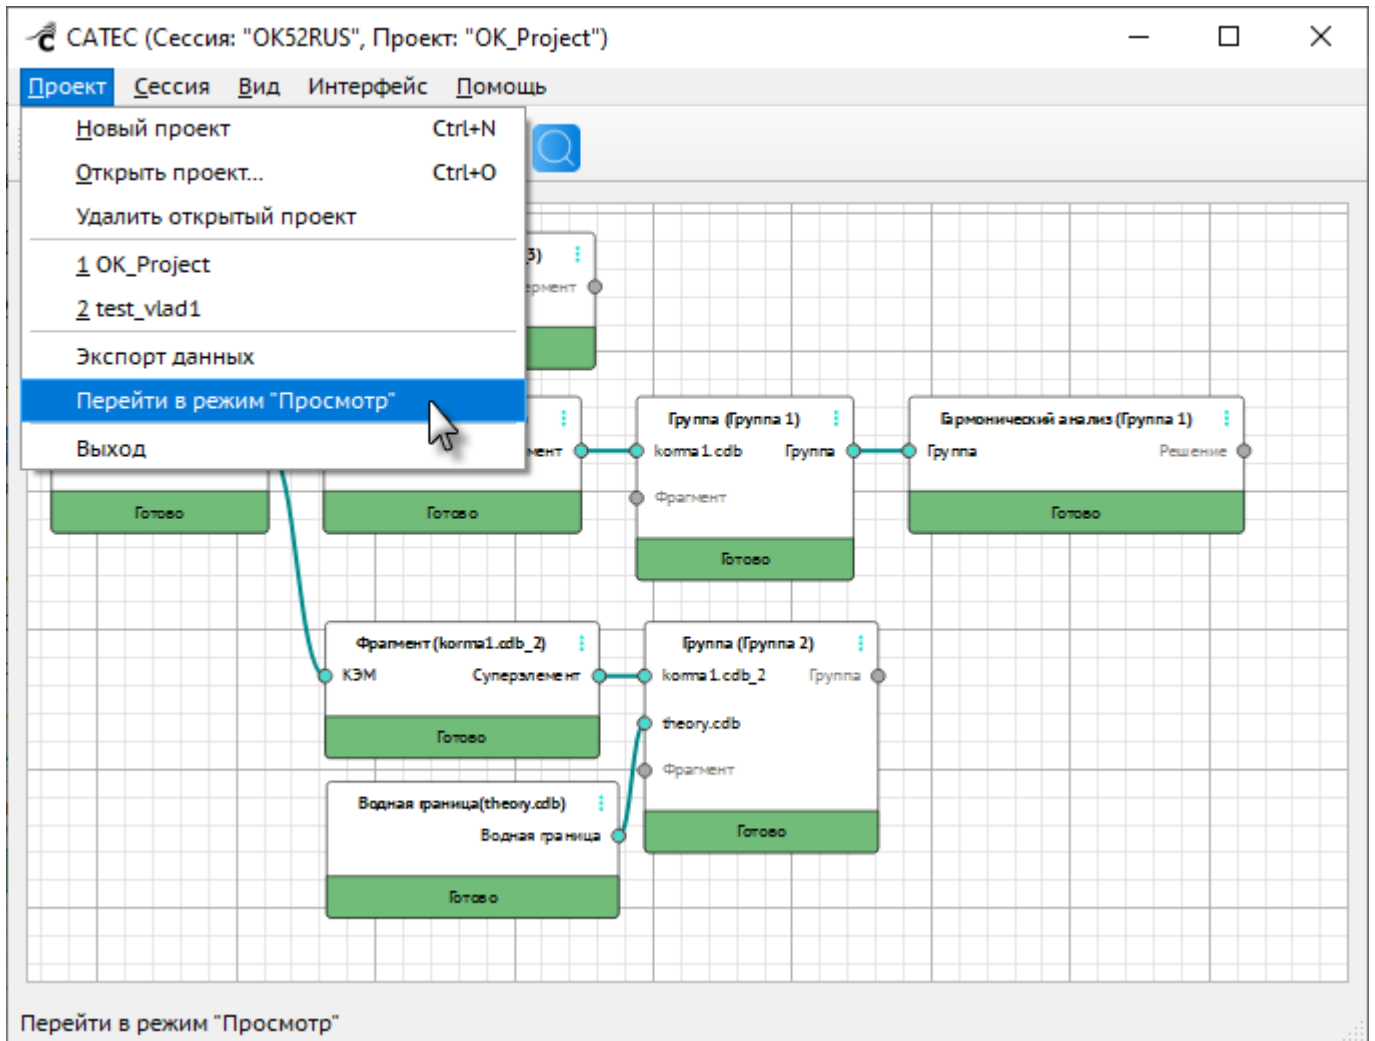 CATEC (Сессия: "OK52RUS", Проект: "OK_Project")
Проект Сессия Вид Интерфейс Помощь
Новый проект Ctrl+N
Открыть проект... Ctrl+O
Удалить открытый проект
1 OK_Project
2 test_vlad1
Экспорт данных
Перейти в режим "Просмотр"
Выход
3)
Группа (Группа 1)
korma1.cdb Группа
Фрагмент
Готово
Гармонический анализ (Группа 1)
Группа Решение
Готово
Готово
Готово
Фрагмент (korma1.cdb_2)
КЭМ Суперэлемент
Готово
Группа (Группа 2)
korma1.cdb_2 Группа
theory.cdb
Фрагмент
Готово
Водная граница(theory.cdb)
Водная граница
Готово
Перейти в режим "Просмотр"